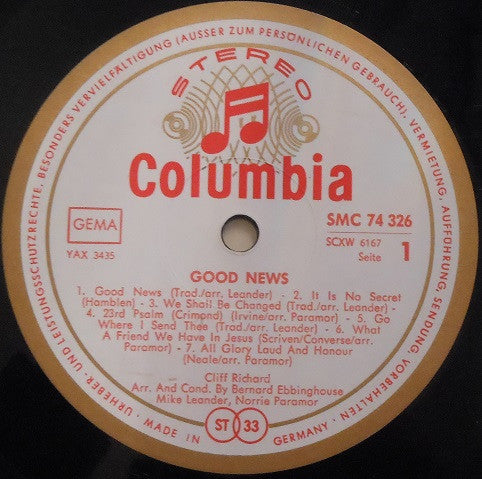 URHEBER- UND LEISTUNGSSCHUTZRECHTE, BESONDERS VERVIELFÄLTIGUNG (AUSSER ZUM PERSÖNLICHEN GEBRAUCH), VERMIETUNG, AUFFÜHRUNG, SENDUNG, VORBEHALTEN ·
STEREO
Columbia
GEMA
SMC 74 326
YAX 3435
SCXW 6167
Seite 1
GOOD NEWS
1. Good News (Trad./arr. Leander) - 2. It Is No Secret
(Hamblen) - 3. We Shall Be Changed (Trad./arr. Leander) -
4. 23rd Psalm (Crimond) (Irvine/arr. Paramor) - 5. Go
Where I Send Thee (Trad./arr. Leander) - 6. What
A Friend We Have In Jesus (Scriven/Converse/arr.
Paramor) - 7. All Glory Laud And Honour
(Neale/arr. Paramor)
Cliff Richard
Arr. And Cond. By Bernard Ebbinghouse
Mike Leander, Norrie Paramor
MADE IN GERMANY
ST 33